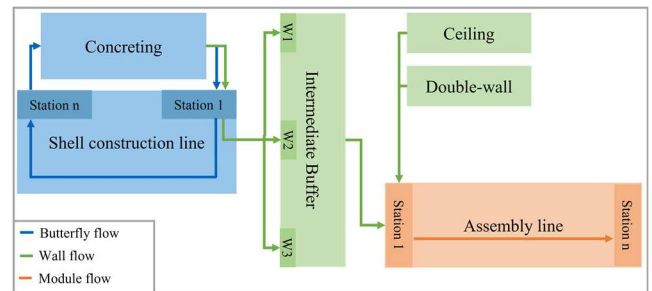 Concreting
Station n
Station 1
Shell construction line
W1
W2
W3
Intermediate Buffer
Ceiling
Double-wall
Station 1
Assembly line
Station n
Butterfly flow
Wall flow
Module flow